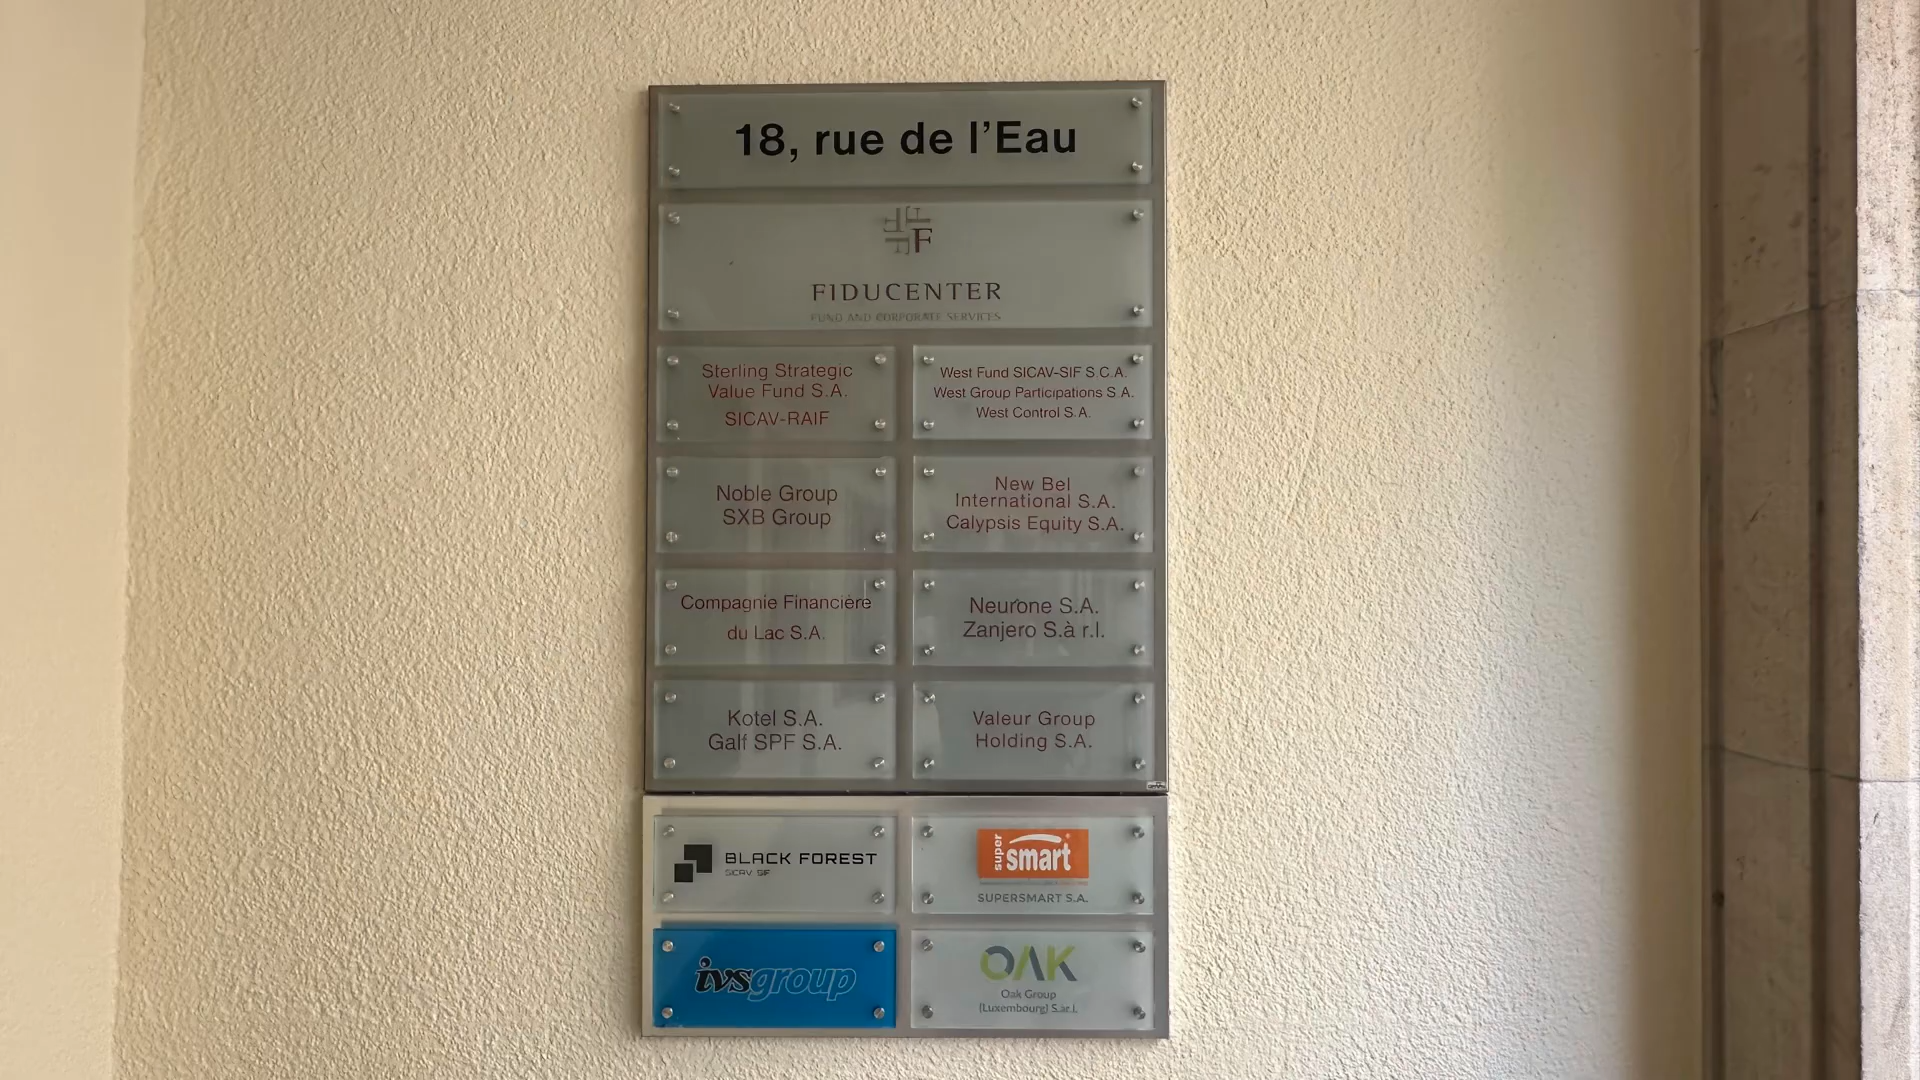 18, rue de l'Eau
F
FIDUCENTER
FUND AND CORPORATE SERVICES
Sterling Strategic
Value Fund S.A.
SICAV-RAIF
West Fund SICAV-SIF S.C.A.
West Group Participations S.A.
West Control S.A.
Noble Group
SXB Group
New Bel
International S.A.
Calypsis Equity S.A.
Compagnie Financière
du Lac S.A.
Neurone S.A.
Zanjero S.à r.l.
Kotel S.A.
Galf SPF S.A.
Valeur Group
Holding S.A.
BLACK FOREST
SICAV SIF
super smart
SUPERSMART S.A.
ivsgroup
OAK
Oak Group
(Luxembourg) S.ar.l.